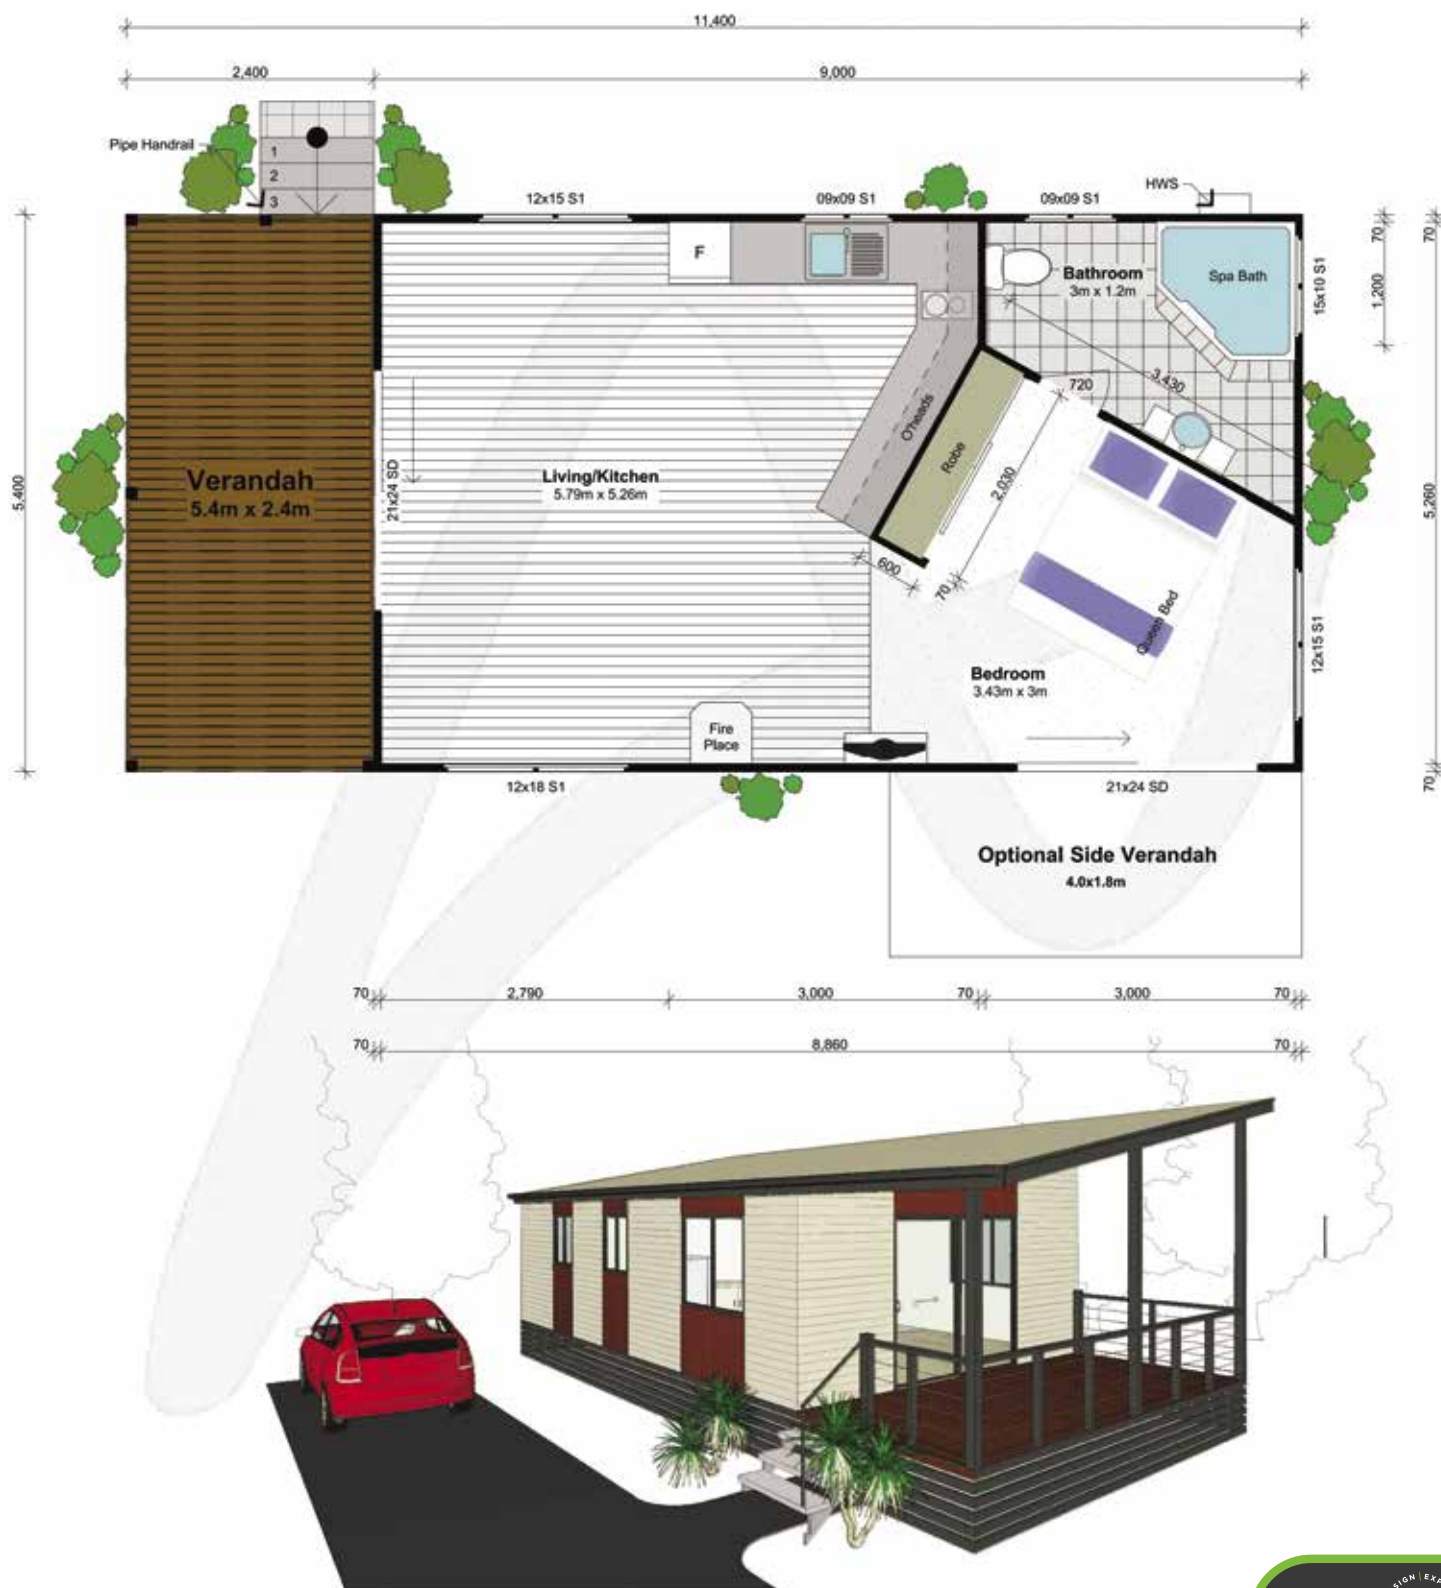 11,400
2,400
9,000
Pipe Handrail
1
2
3
12x15 S1
09x09 S1
09x09 S1
HWS
70
70
F
Bathroom
3m x 1.2m
Spa Bath
15x10 S1
1,200
720
3,430
O'heads
Robe
2,030
Verandah
5.4m x 2.4m
21x24 SD
Living/Kitchen
5.79m x 5.26m
5,400
5,260
600
70
Queen Bed
12x15 S1
Bedroom
3.43m x 3m
Fire
Place
12x18 S1
21x24 SD
70
Optional Side Verandah
4.0x1.8m
70
2,790
3,000
70
3,000
70
70
8,860
70